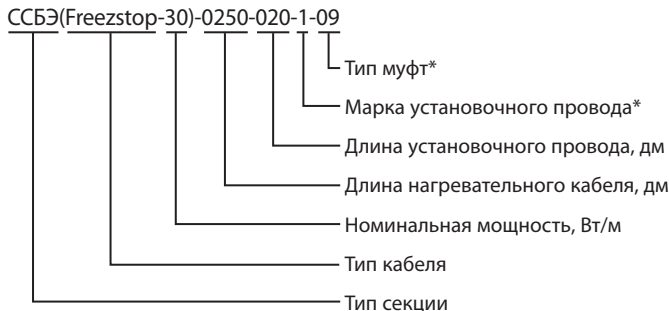 ССБЭ(Freezstop-30)-0250-020-1-09
Тип муфт*
Марка установочного провода*
Длина установочного провода, дм
Длина нагревательного кабеля, дм
Номинальная мощность, Вт/м
Тип кабеля
Тип секции